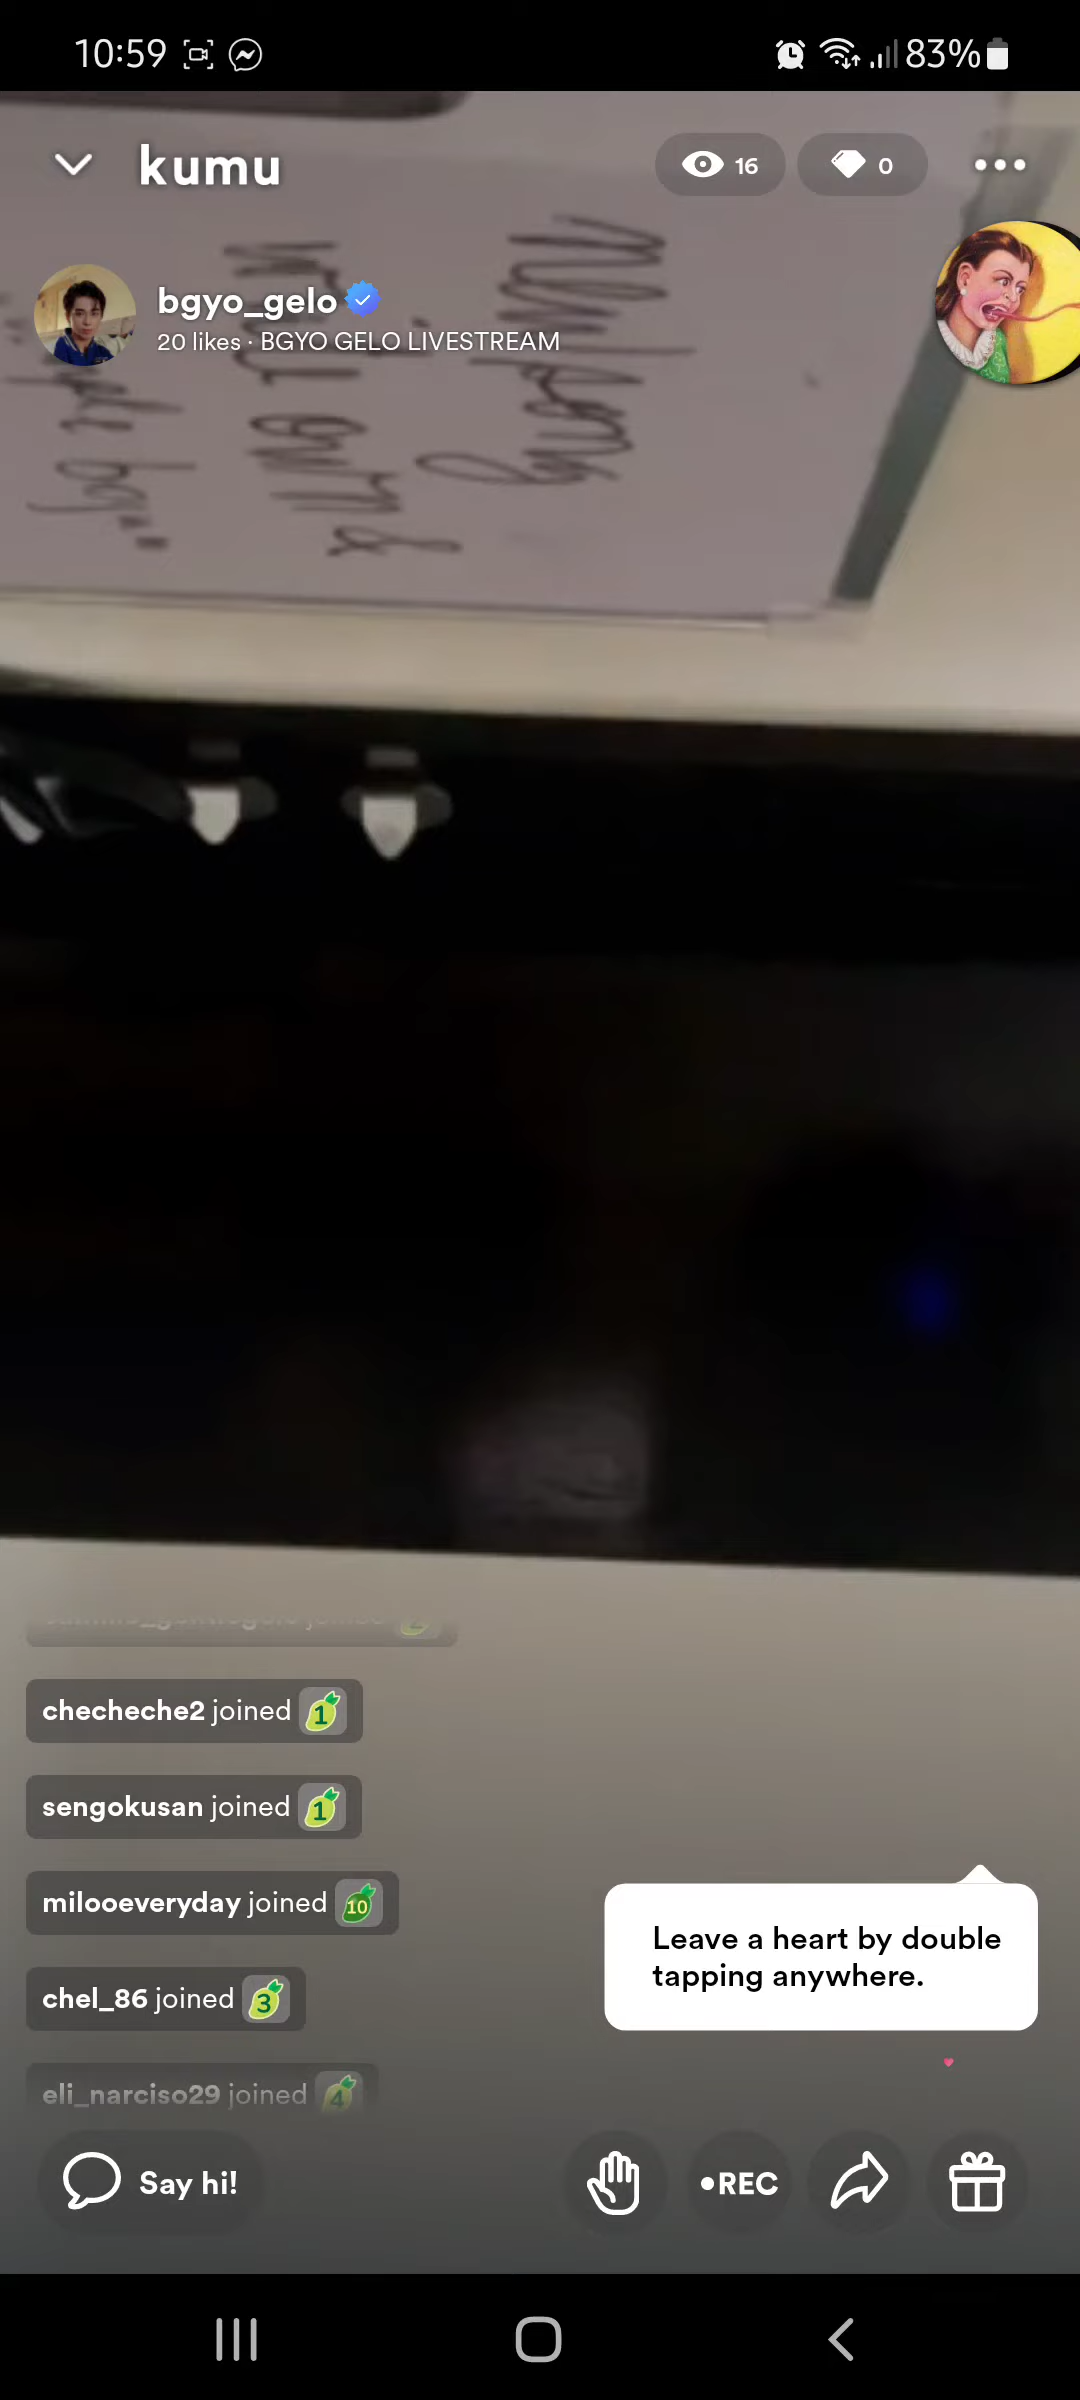 10:59
83%
kumu
16
0
bgyo_gelo
20 likes · BGYO GELO LIVESTREAM
checheche2 joined 1
sengokusan joined 1
milooeveryday joined 10
chel_86 joined 3
eli_narciso29 joined 4
Leave a heart by double
tapping anywhere.
Say hi!
•REC